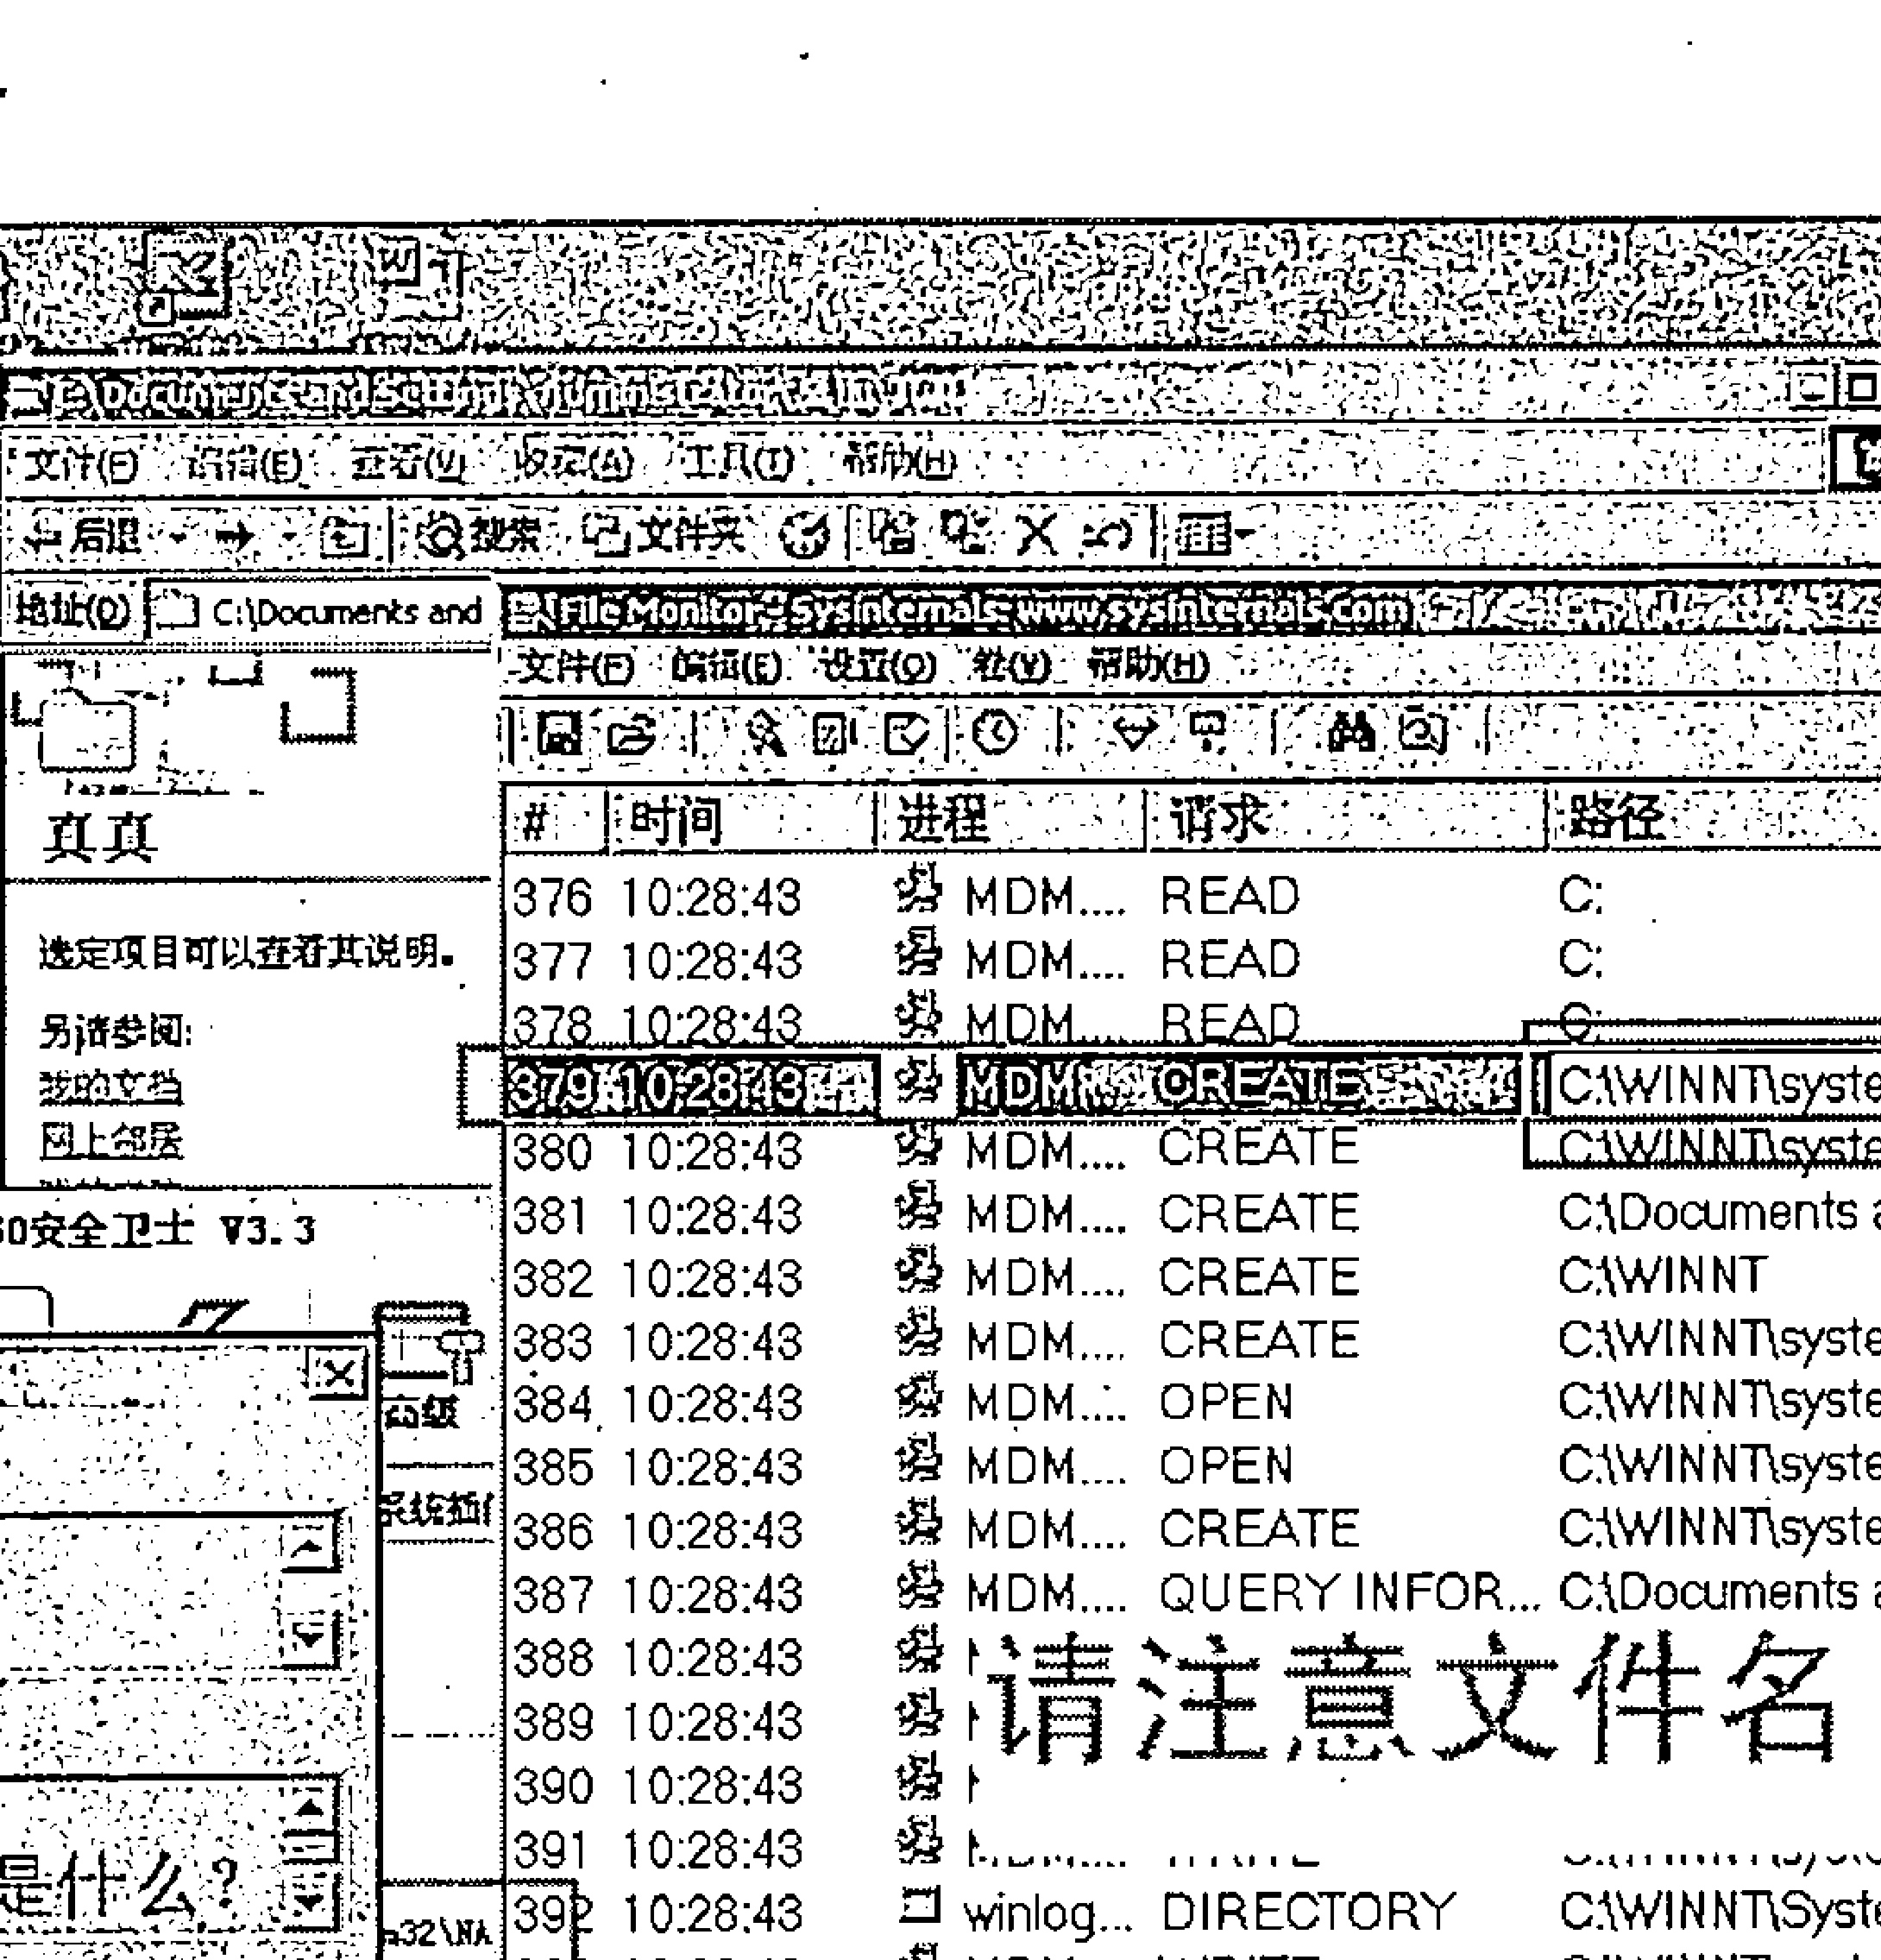 文件(F) 编辑(E) 查看(V) 收藏(A) 工具(T) 帮助(H)
后退 搜索 文件夹
地址(D) C:\Documents and
File Monitor - Sysinternals: www.sysinternals.com
文件(F) 编辑(E) 设置(O) 卷(V) 帮助(H)
# 时间 进程 请求 路径
真真
376 10:28:43 MDM.... READ C:
选定项目可以查看其说明。
377 10:28:43 MDM.... READ C:
另请参阅:
378 10:28:43 MDM.... READ C:
我的文档
379 10:28:43 MDM CREATE C:\WINNT\syste
网上邻居
380 10:28:43 MDM.... CREATE C:\WINNT\syste
0安全卫士 V3.3
381 10:28:43 MDM.... CREATE C:\Documents a
382 10:28:43 MDM.... CREATE C:\WINNT
383 10:28:43 MDM.... CREATE C:\WINNT\syste
高级
384 10:28:43 MDM.... OPEN C:\WINNT\syste
385 10:28:43 MDM.... OPEN C:\WINNT\syste
系统插
386 10:28:43 MDM.... CREATE C:\WINNT\syste
387 10:28:43 MDM.... QUERY INFOR... C:\Documents a
388 10:28:43
请注意文件名
389 10:28:43
390 10:28:43
391 10:28:43
是什么?
32\NA
392 10:28:43 winlog... DIRECTORY C:\WINNT\Syste